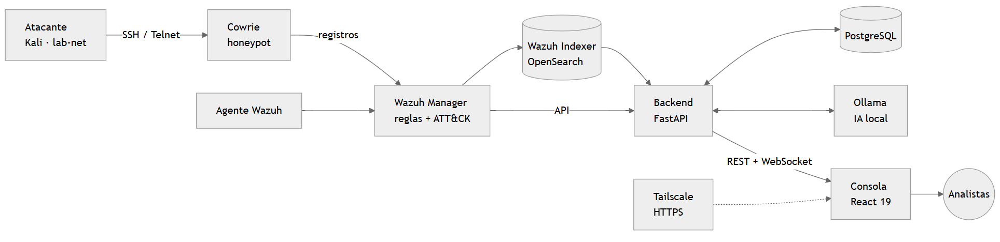 Atacante
Kali · lab-net
SSH / Telnet
Cowrie
honeypot
registros
Agente Wazuh
Wazuh Manager
reglas + ATT&CK
Wazuh Indexer
OpenSearch
API
Backend
FastAPI
PostgreSQL
Ollama
IA local
REST + WebSocket
Tailscale
HTTPS
Consola
React 19
Analistas